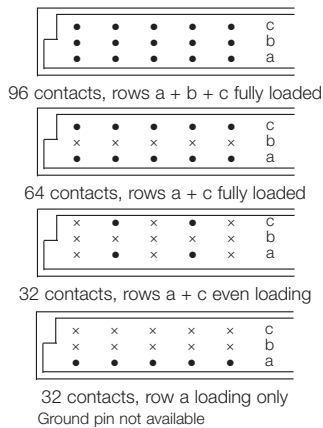 c
b
a
96 contacts, rows a + b + c fully loaded
c
b
a
64 contacts, rows a + c fully loaded
c
b
a
32 contacts, rows a + c even loading
c
b
a
32 contacts, row a loading only
Ground pin not available